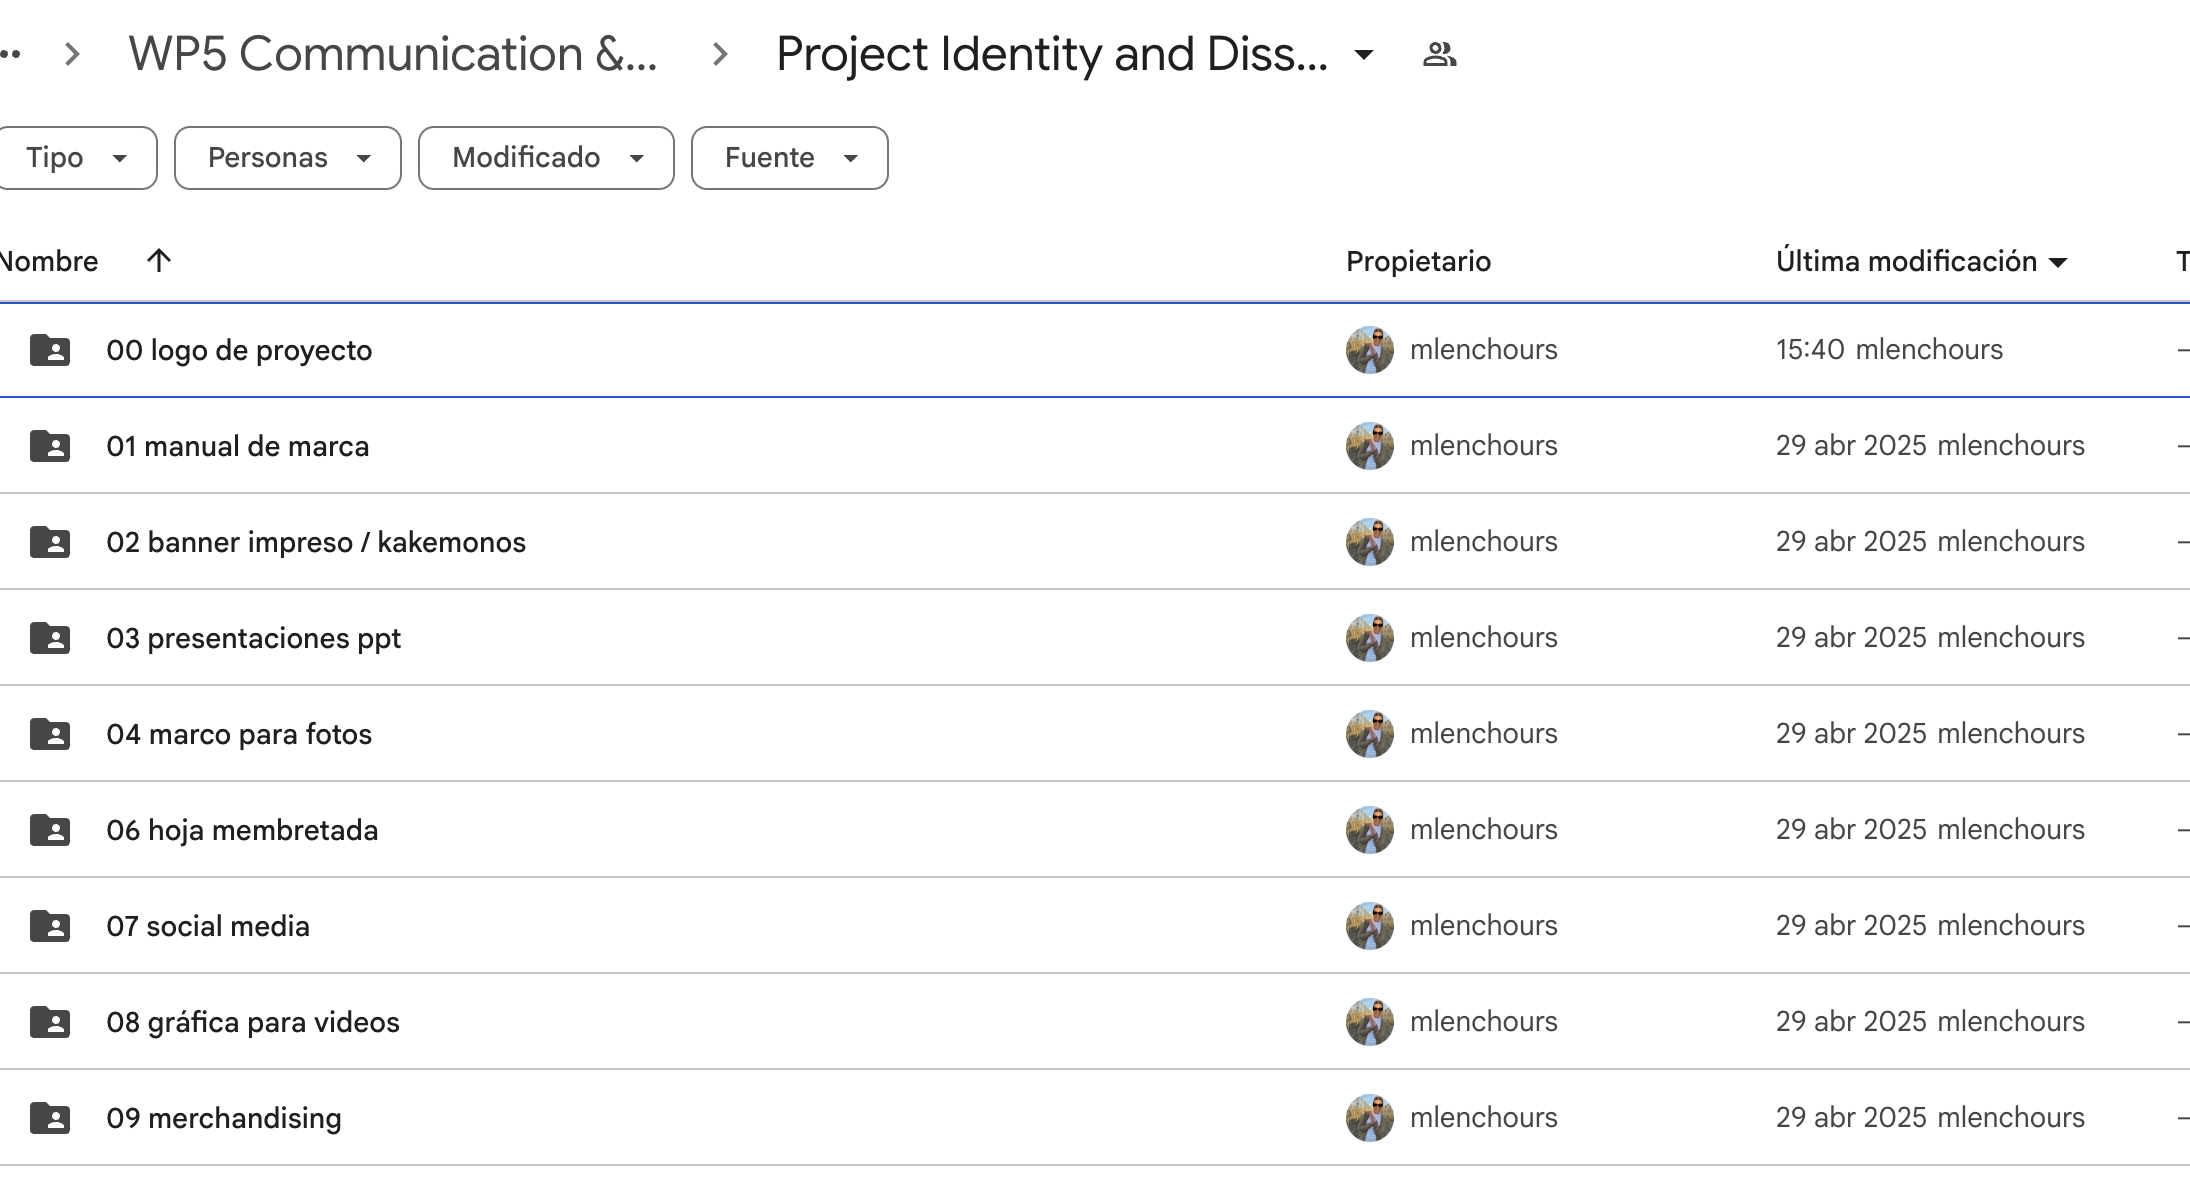 WP5 Communication &... Project Identity and Diss...
Tipo Personas Modificado Fuente
Nombre Propietario Última modificación T
00 logo de proyecto mlenchours 15:40 mlenchours –
01 manual de marca mlenchours 29 abr 2025 mlenchours –
02 banner impreso / kakemonos mlenchours 29 abr 2025 mlenchours –
03 presentaciones ppt mlenchours 29 abr 2025 mlenchours –
04 marco para fotos mlenchours 29 abr 2025 mlenchours –
06 hoja membretada mlenchours 29 abr 2025 mlenchours –
07 social media mlenchours 29 abr 2025 mlenchours –
08 gráfica para videos mlenchours 29 abr 2025 mlenchours –
09 merchandising mlenchours 29 abr 2025 mlenchours –